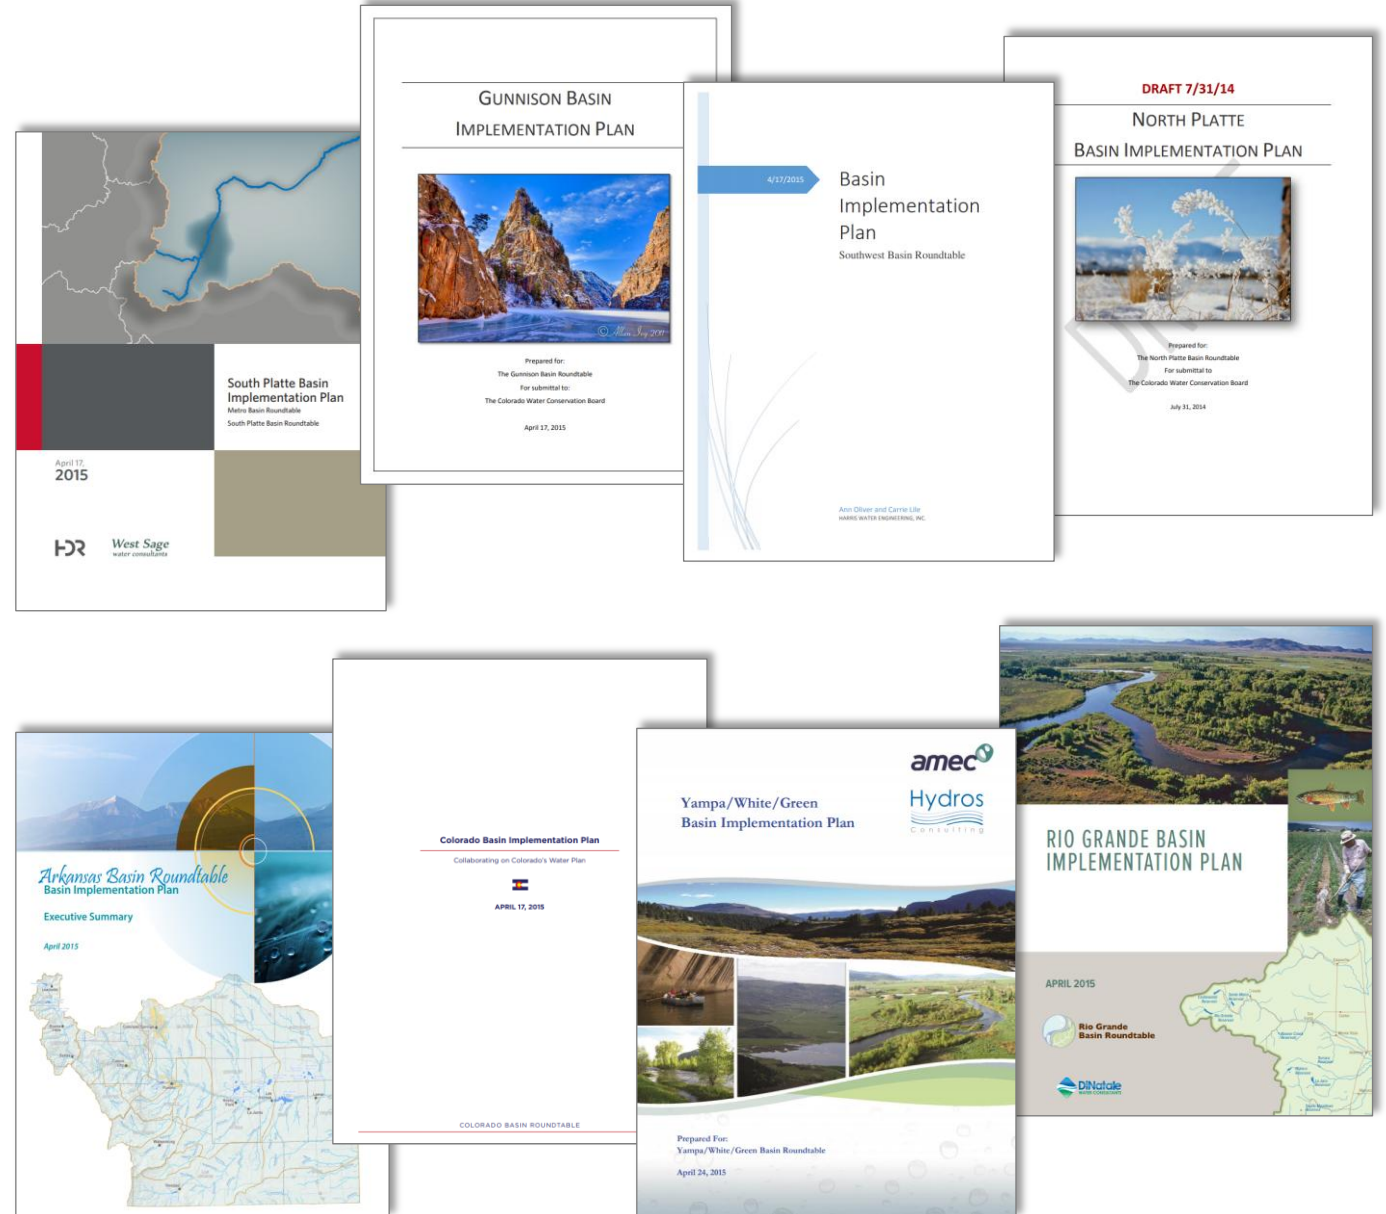 South Platte Basin
Implementation Plan
Metro Basin Roundtable
South Platte Basin Roundtable
April 17,
2015
HDR
West Sage
water consultants
GUNNISON BASIN
IMPLEMENTATION PLAN
© Allan Ivy 2011
Prepared for:
The Gunnison Basin Roundtable
For submittal to:
The Colorado Water Conservation Board
April 17, 2015
4/17/2015
Basin
Implementation
Plan
Southwest Basin Roundtable
Ann Oliver and Carrie Lile
HARRIS WATER ENGINEERING, INC.
DRAFT 7/31/14
NORTH PLATTE
BASIN IMPLEMENTATION PLAN
Prepared for:
The North Platte Basin Roundtable
For submittal to
The Colorado Water Conservation Board
July 31, 2014
Arkansas Basin Roundtable
Basin Implementation Plan
Executive Summary
April 2015
Colorado Basin Implementation Plan
Collaborating on Colorado's Water Plan
APRIL 17, 2015
COLORADO BASIN ROUNDTABLE
amec
Hydros
Consulting
Yampa/White/Green
Basin Implementation Plan
Prepared For:
Yampa/White/Green Basin Roundtable
April 24, 2015
RIO GRANDE BASIN
IMPLEMENTATION PLAN
APRIL 2015
Rio Grande
Basin Roundtable
DiNatale
WATER CONSULTANTS